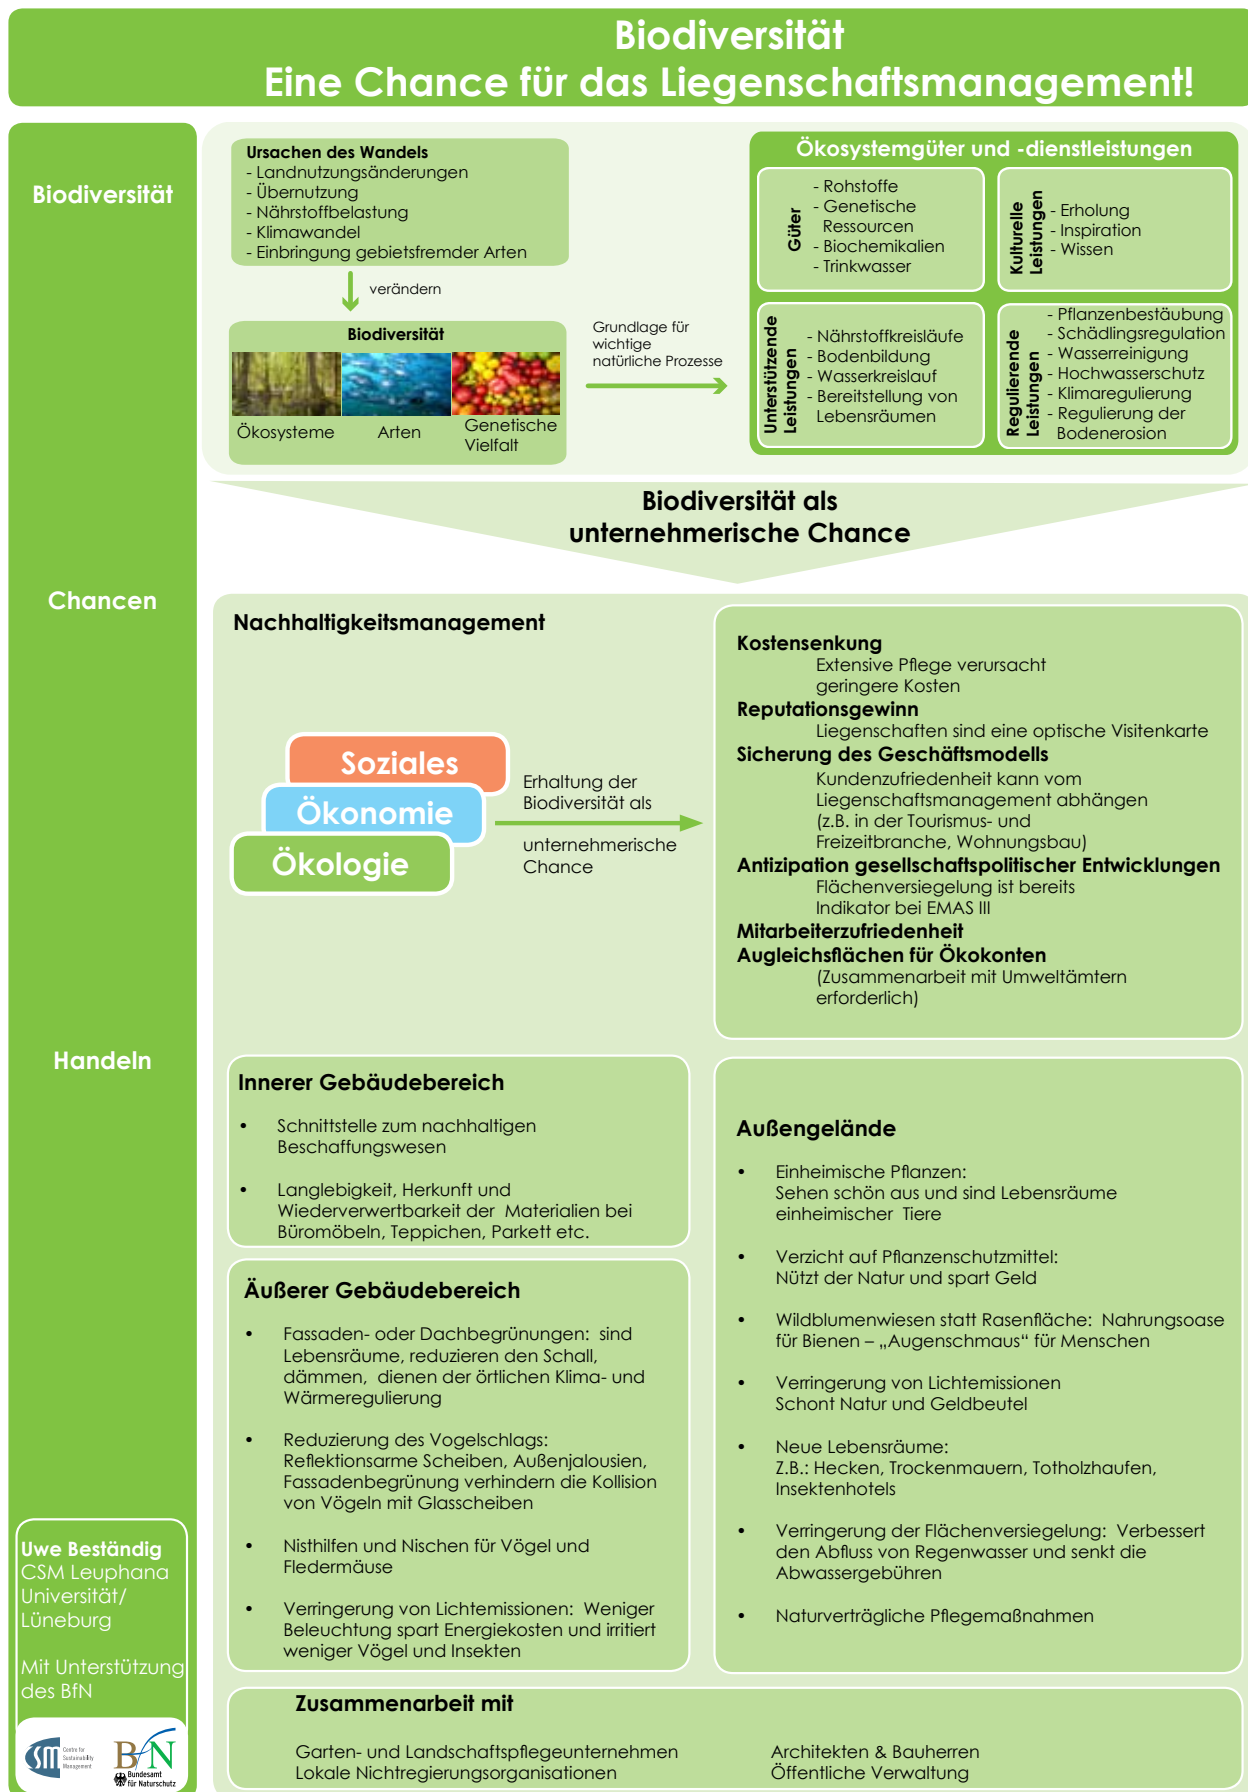 Biodiversität
Eine Chance für das Liegenschaftsmanagement!
Biodiversität
Ursachen des Wandels
- Landnutzungsänderungen
- Übernutzung
- Nährstoffbelastung
- Klimawandel
- Einbringung gebietsfremder Arten
verändern
Biodiversität
Ökosysteme
Arten
Genetische
Vielfalt
Grundlage für
wichtige
natürliche Prozesse
Ökosystemgüter und -dienstleistungen
Güter
- Rohstoffe
- Genetische
Ressourcen
- Biochemikalien
- Trinkwasser
Kulturelle
Leistungen
- Erholung
- Inspiration
- Wissen
Unterstützende
Leistungen
- Nährstoffkreisläufe
- Bodenbildung
- Wasserkreislauf
- Bereitstellung von
Lebensräumen
Regulierende
Leistungen
- Pflanzenbestäubung
- Schädlingsregulation
- Wasserreinigung
- Hochwasserschutz
- Klimaregulierung
- Regulierung der
Bodenerosion
Biodiversität als
unternehmerische Chance
Chancen
Nachhaltigkeitsmanagement
Soziales
Ökonomie
Ökologie
Erhaltung der
Biodiversität als
unternehmerische
Chance
Kostensenkung
Extensive Pflege verursacht
geringere Kosten
Reputationsgewinn
Liegenschaften sind eine optische Visitenkarte
Sicherung des Geschäftsmodells
Kundenzufriedenheit kann vom
Liegenschaftsmanagement abhängen
(z.B. in der Tourismus- und
Freizeitbranche, Wohnungsbau)
Antizipation gesellschaftspolitischer Entwicklungen
Flächenversiegelung ist bereits
Indikator bei EMAS III
Mitarbeiterzufriedenheit
Augleichsflächen für Ökokonten
(Zusammenarbeit mit Umweltämtern
erforderlich)
Handeln
Innerer Gebäudebereich
• Schnittstelle zum nachhaltigen
Beschaffungswesen
• Langlebigkeit, Herkunft und
Wiederverwertbarkeit der Materialien bei
Büromöbeln, Teppichen, Parkett etc.
Äußerer Gebäudebereich
• Fassaden- oder Dachbegrünungen: sind
Lebensräume, reduzieren den Schall,
dämmen, dienen der örtlichen Klima- und
Wärmeregulierung
• Reduzierung des Vogelschlags:
Reflektionsarme Scheiben, Außenjalousien,
Fassadenbegrünung verhindern die Kollision
von Vögeln mit Glasscheiben
• Nisthilfen und Nischen für Vögel und
Fledermäuse
• Verringerung von Lichtemissionen: Weniger
Beleuchtung spart Energiekosten und irritiert
weniger Vögel und Insekten
Außengelände
• Einheimische Pflanzen:
Sehen schön aus und sind Lebensräume
einheimischer Tiere
• Verzicht auf Pflanzenschutzmittel:
Nützt der Natur und spart Geld
• Wildblumenwiesen statt Rasenfläche: Nahrungsoase
für Bienen – „Augenschmaus“ für Menschen
• Verringerung von Lichtemissionen
Schont Natur und Geldbeutel
• Neue Lebensräume:
Z.B.: Hecken, Trockenmauern, Totholzhaufen,
Insektenhotels
• Verringerung der Flächenversiegelung: Verbessert
den Abfluss von Regenwasser und senkt die
Abwassergebühren
• Naturverträgliche Pflegemaßnahmen
Zusammenarbeit mit
Garten- und Landschaftspflegeunternehmen
Lokale Nichtregierungsorganisationen
Architekten & Bauherren
Öffentliche Verwaltung
Uwe Beständig
CSM Leuphana
Universität/
Lüneburg
Mit Unterstützung
des BfN
CSM
Centre for
Sustainability
Management
BfN
Bundesamt
für Naturschutz